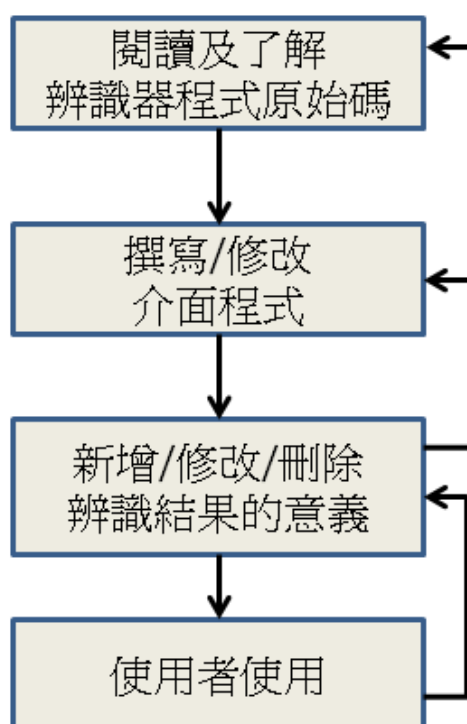 閱讀及了解
辨識器程式原始碼
撰寫/修改
介面程式
新增/修改/刪除
辨識結果的意義
使用者使用